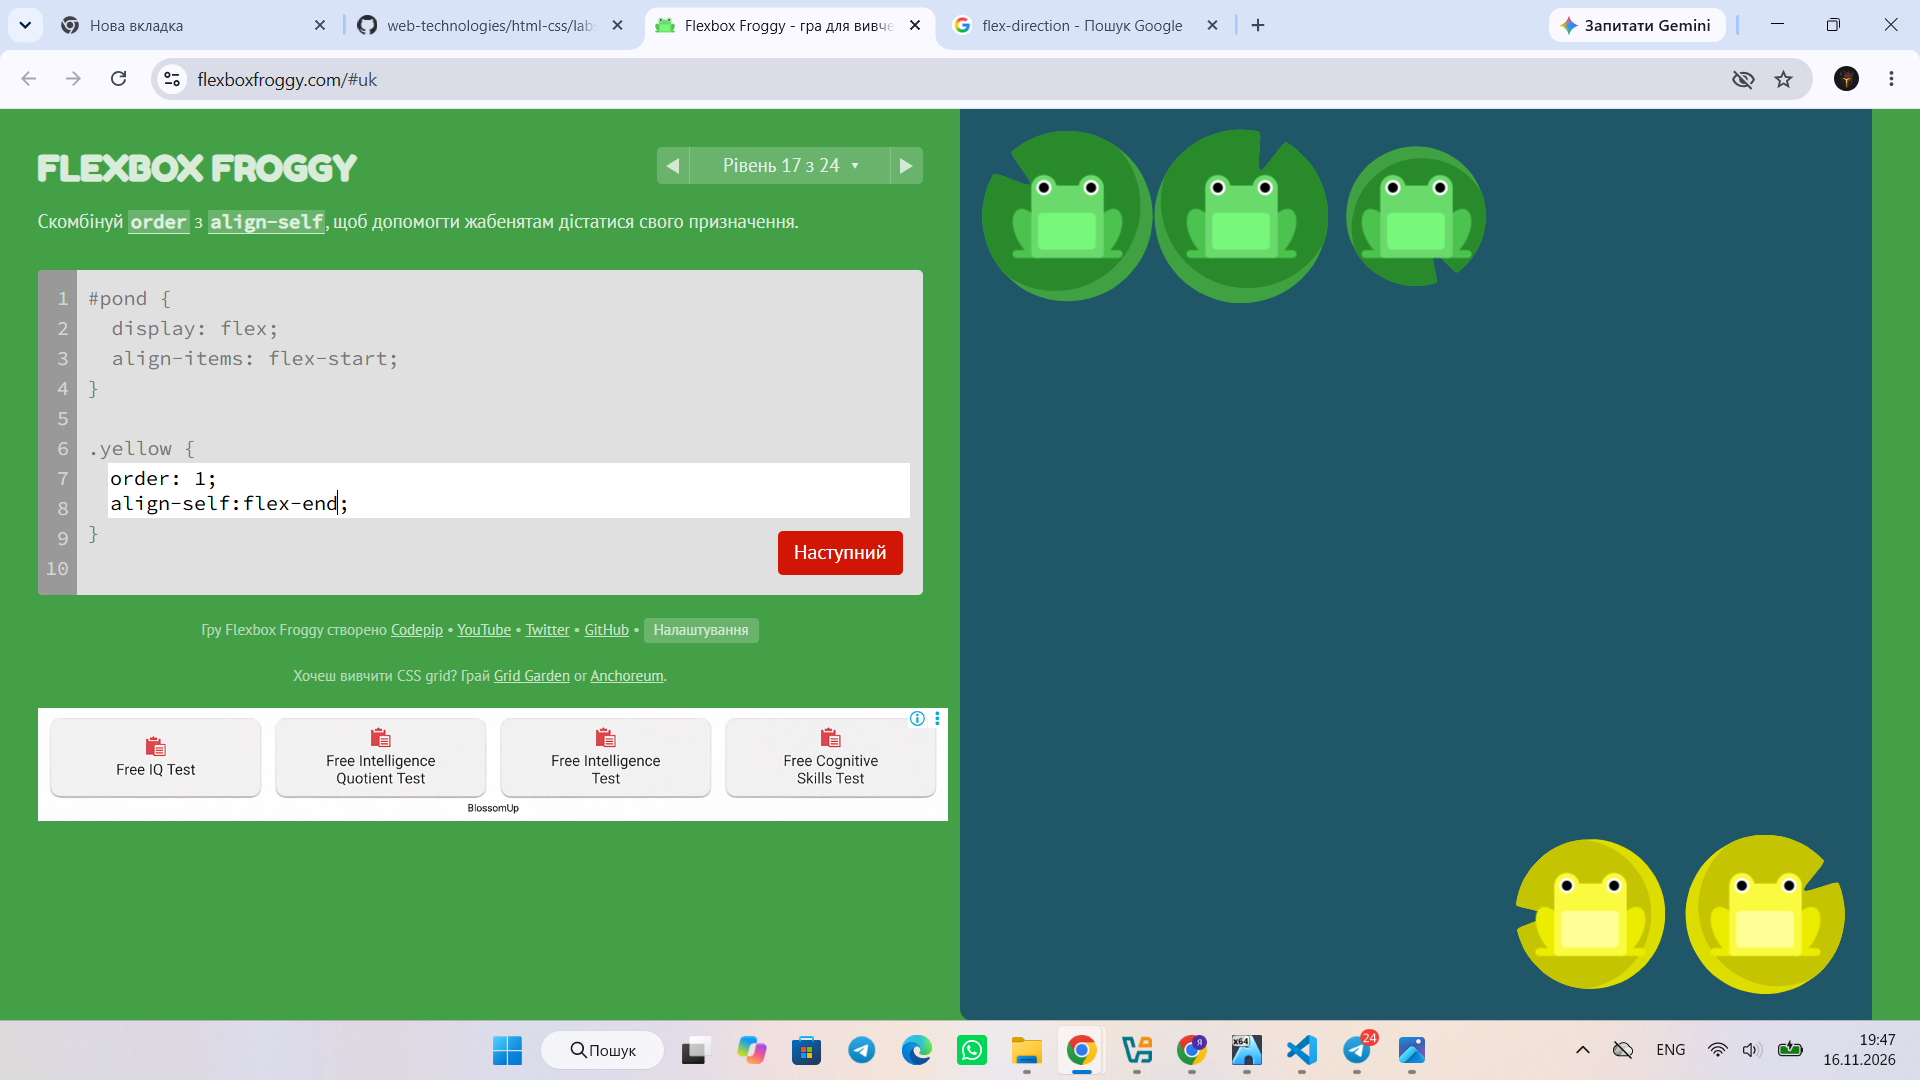 Нова вкладка
web-technologies/html-css/lab
Flexbox Froggy - гра для вивче
flex-direction - Пошук Google
Запитати Gemini
flexboxfroggy.com/#uk
FLEXBOX FROGGY
Рівень 17 з 24
Скомбінуй order з align-self, щоб допомогти жабенятам дістатися свого призначення.
1 #pond {
2 display: flex;
3 align-items: flex-start;
4 }
5
6 .yellow {
7 order: 1;
8 align-self:flex-end;
9 }
10
Наступний
Гру Flexbox Froggy створено Codepip • YouTube • Twitter • GitHub • Налаштування
Хочеш вивчити CSS grid? Грай Grid Garden or Anchoreum.
Free IQ Test
Free Intelligence
Quotient Test
Free Intelligence
Test
Free Cognitive
Skills Test
BlossomUp
Пошук
x64
Я
24
ENG
19:47
16.11.2026